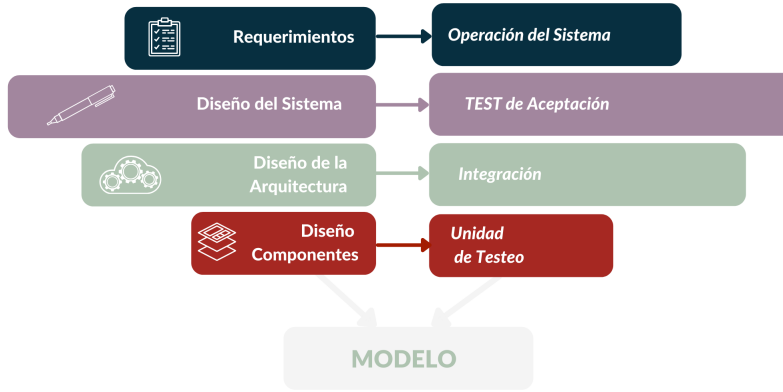 Requerimientos
Operación del Sistema
Diseño del Sistema
TEST de Aceptación
Diseño de la
Arquitectura
Integración
Diseño
Componentes
Unidad
de Testeo
MODELO